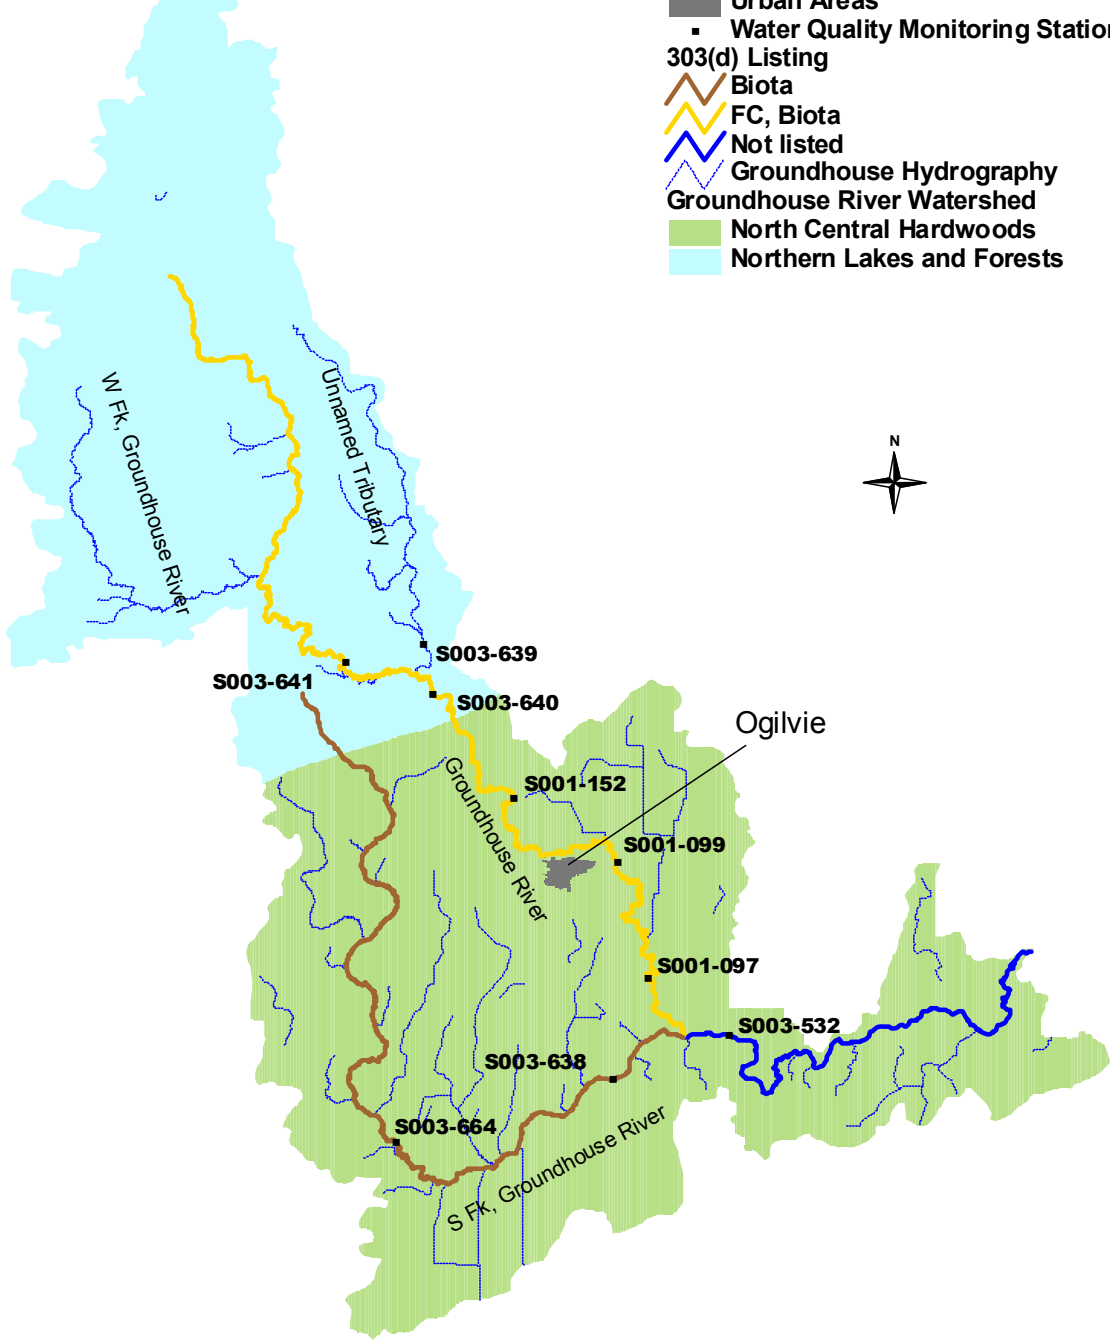 Urban Areas
Water Quality Monitoring Station
303(d) Listing
Biota
FC, Biota
Not listed
Groundhouse Hydrography
Groundhouse River Watershed
North Central Hardwoods
Northern Lakes and Forests
N
W Fk, Groundhouse River
Unnamed Tributary
S003-639
S003-641
S003-640
Ogilvie
Groundhouse River
S001-152
S001-099
S001-097
S003-532
S003-638
S003-664
S Fk, Groundhouse River